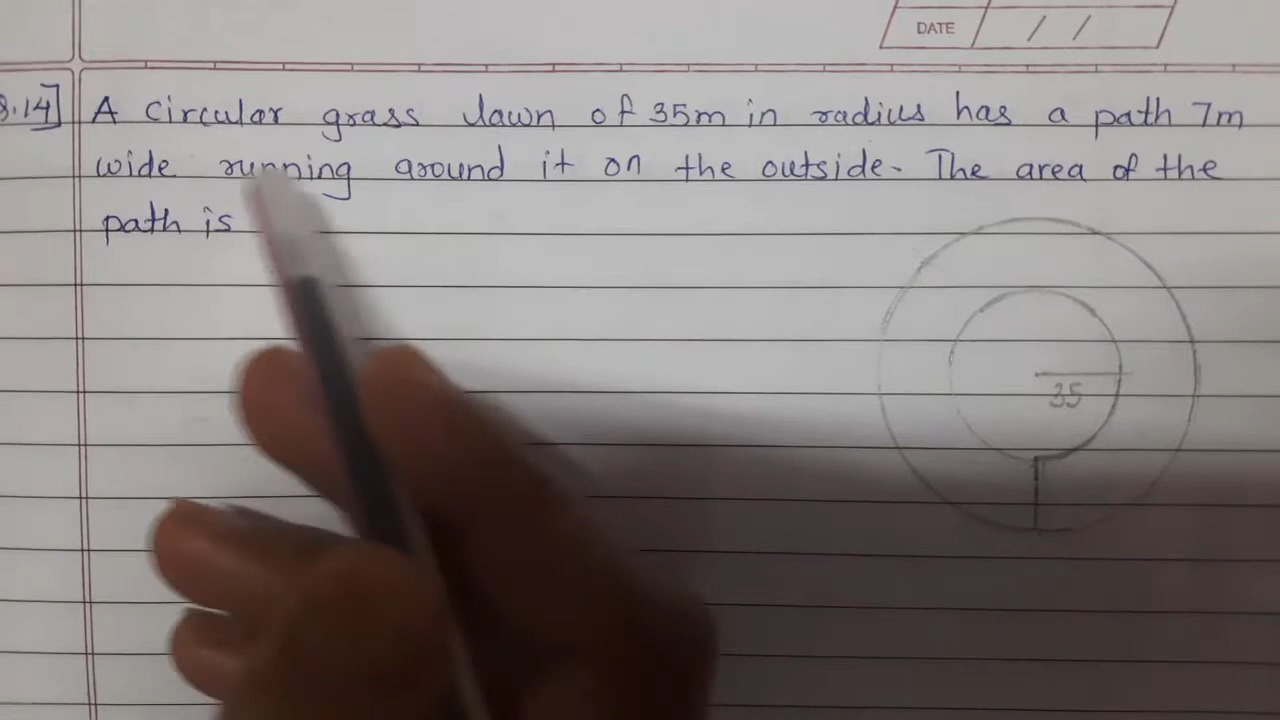 DATE / /
8.14] A circular grass lawn of 35m in radius has a path 7m
wide running around it on the outside. The area of the
path is
35